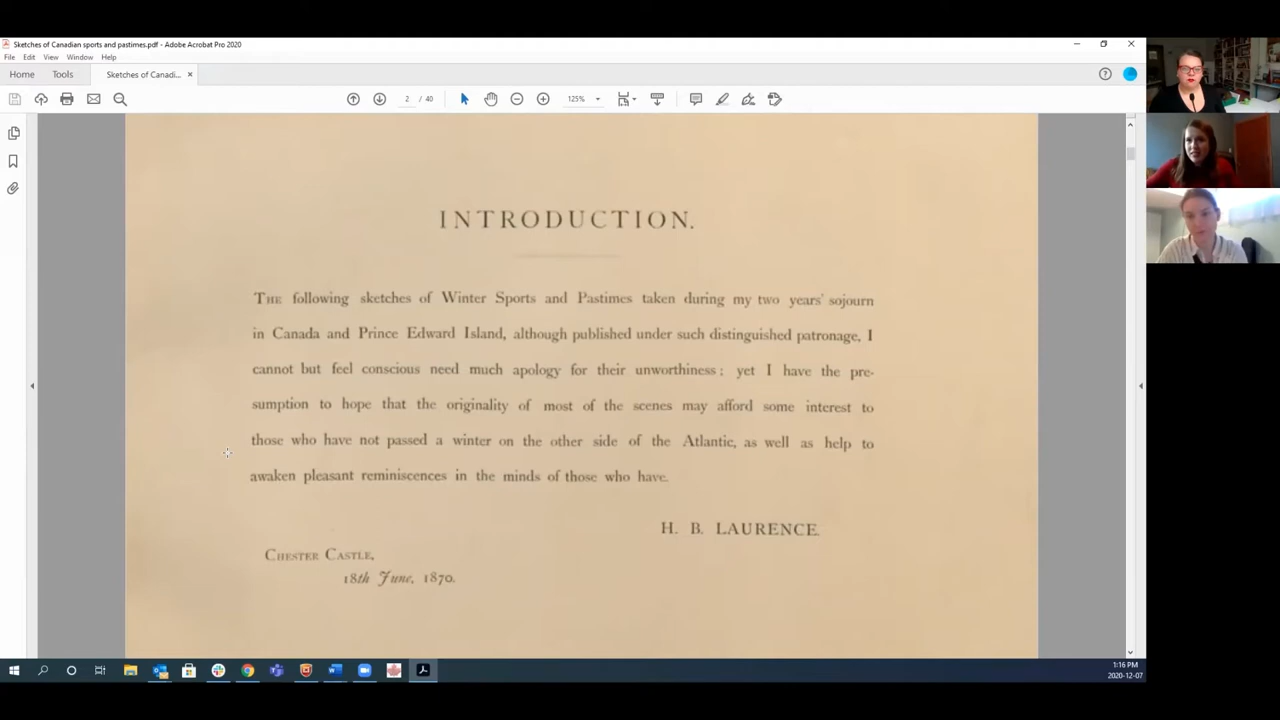 Sketches of Canadian sports and pastimes.pdf - Adobe Acrobat Pro 2020
File Edit View Window Help
Home Tools Sketches of Canadi...
2 / 40 125%
INTRODUCTION.
THE following sketches of Winter Sports and Pastimes taken during my two years' sojourn
in Canada and Prince Edward Island, although published under such distinguished patronage, I
cannot but feel conscious need much apology for their unworthiness; yet I have the pre-
sumption to hope that the originality of most of the scenes may afford some interest to
those who have not passed a winter on the other side of the Atlantic, as well as help to
awaken pleasant reminiscences in the minds of those who have.
H. B. LAURENCE.
CHESTER CASTLE,
18th June, 1870.
1:16 PM
2020-12-07